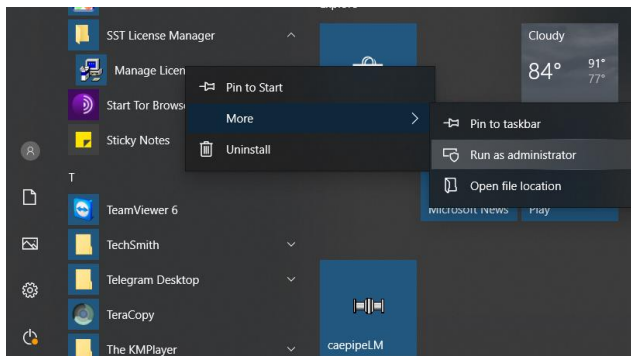 SST License Manager
Manage Licen
Start Tor Brows
Sticky Notes
T
TeamViewer 6
TechSmith
Telegram Desktop
TeraCopy
The KMPlayer
Pin to Start
More
Uninstall
Pin to taskbar
Run as administrator
Open file location
Cloudy
84°
91°
77°
Microsoft News
Play
caepipeLM